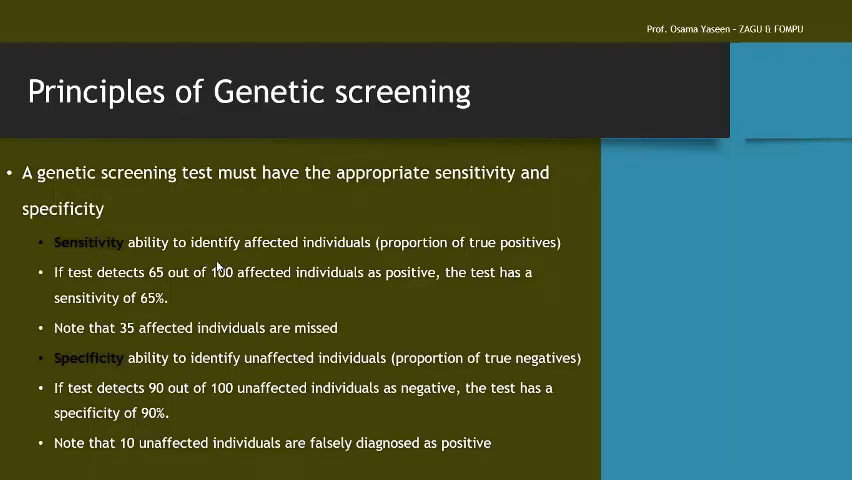 Prof. Osama Yaseen – ZAGU & FOMPU
Principles of Genetic screening
• A genetic screening test must have the appropriate sensitivity and
specificity
• Sensitivity ability to identify affected individuals (proportion of true positives)
• If test detects 65 out of 100 affected individuals as positive, the test has a
sensitivity of 65%.
• Note that 35 affected individuals are missed
• Specificity ability to identify unaffected individuals (proportion of true negatives)
• If test detects 90 out of 100 unaffected individuals as negative, the test has a
specificity of 90%.
• Note that 10 unaffected individuals are falsely diagnosed as positive